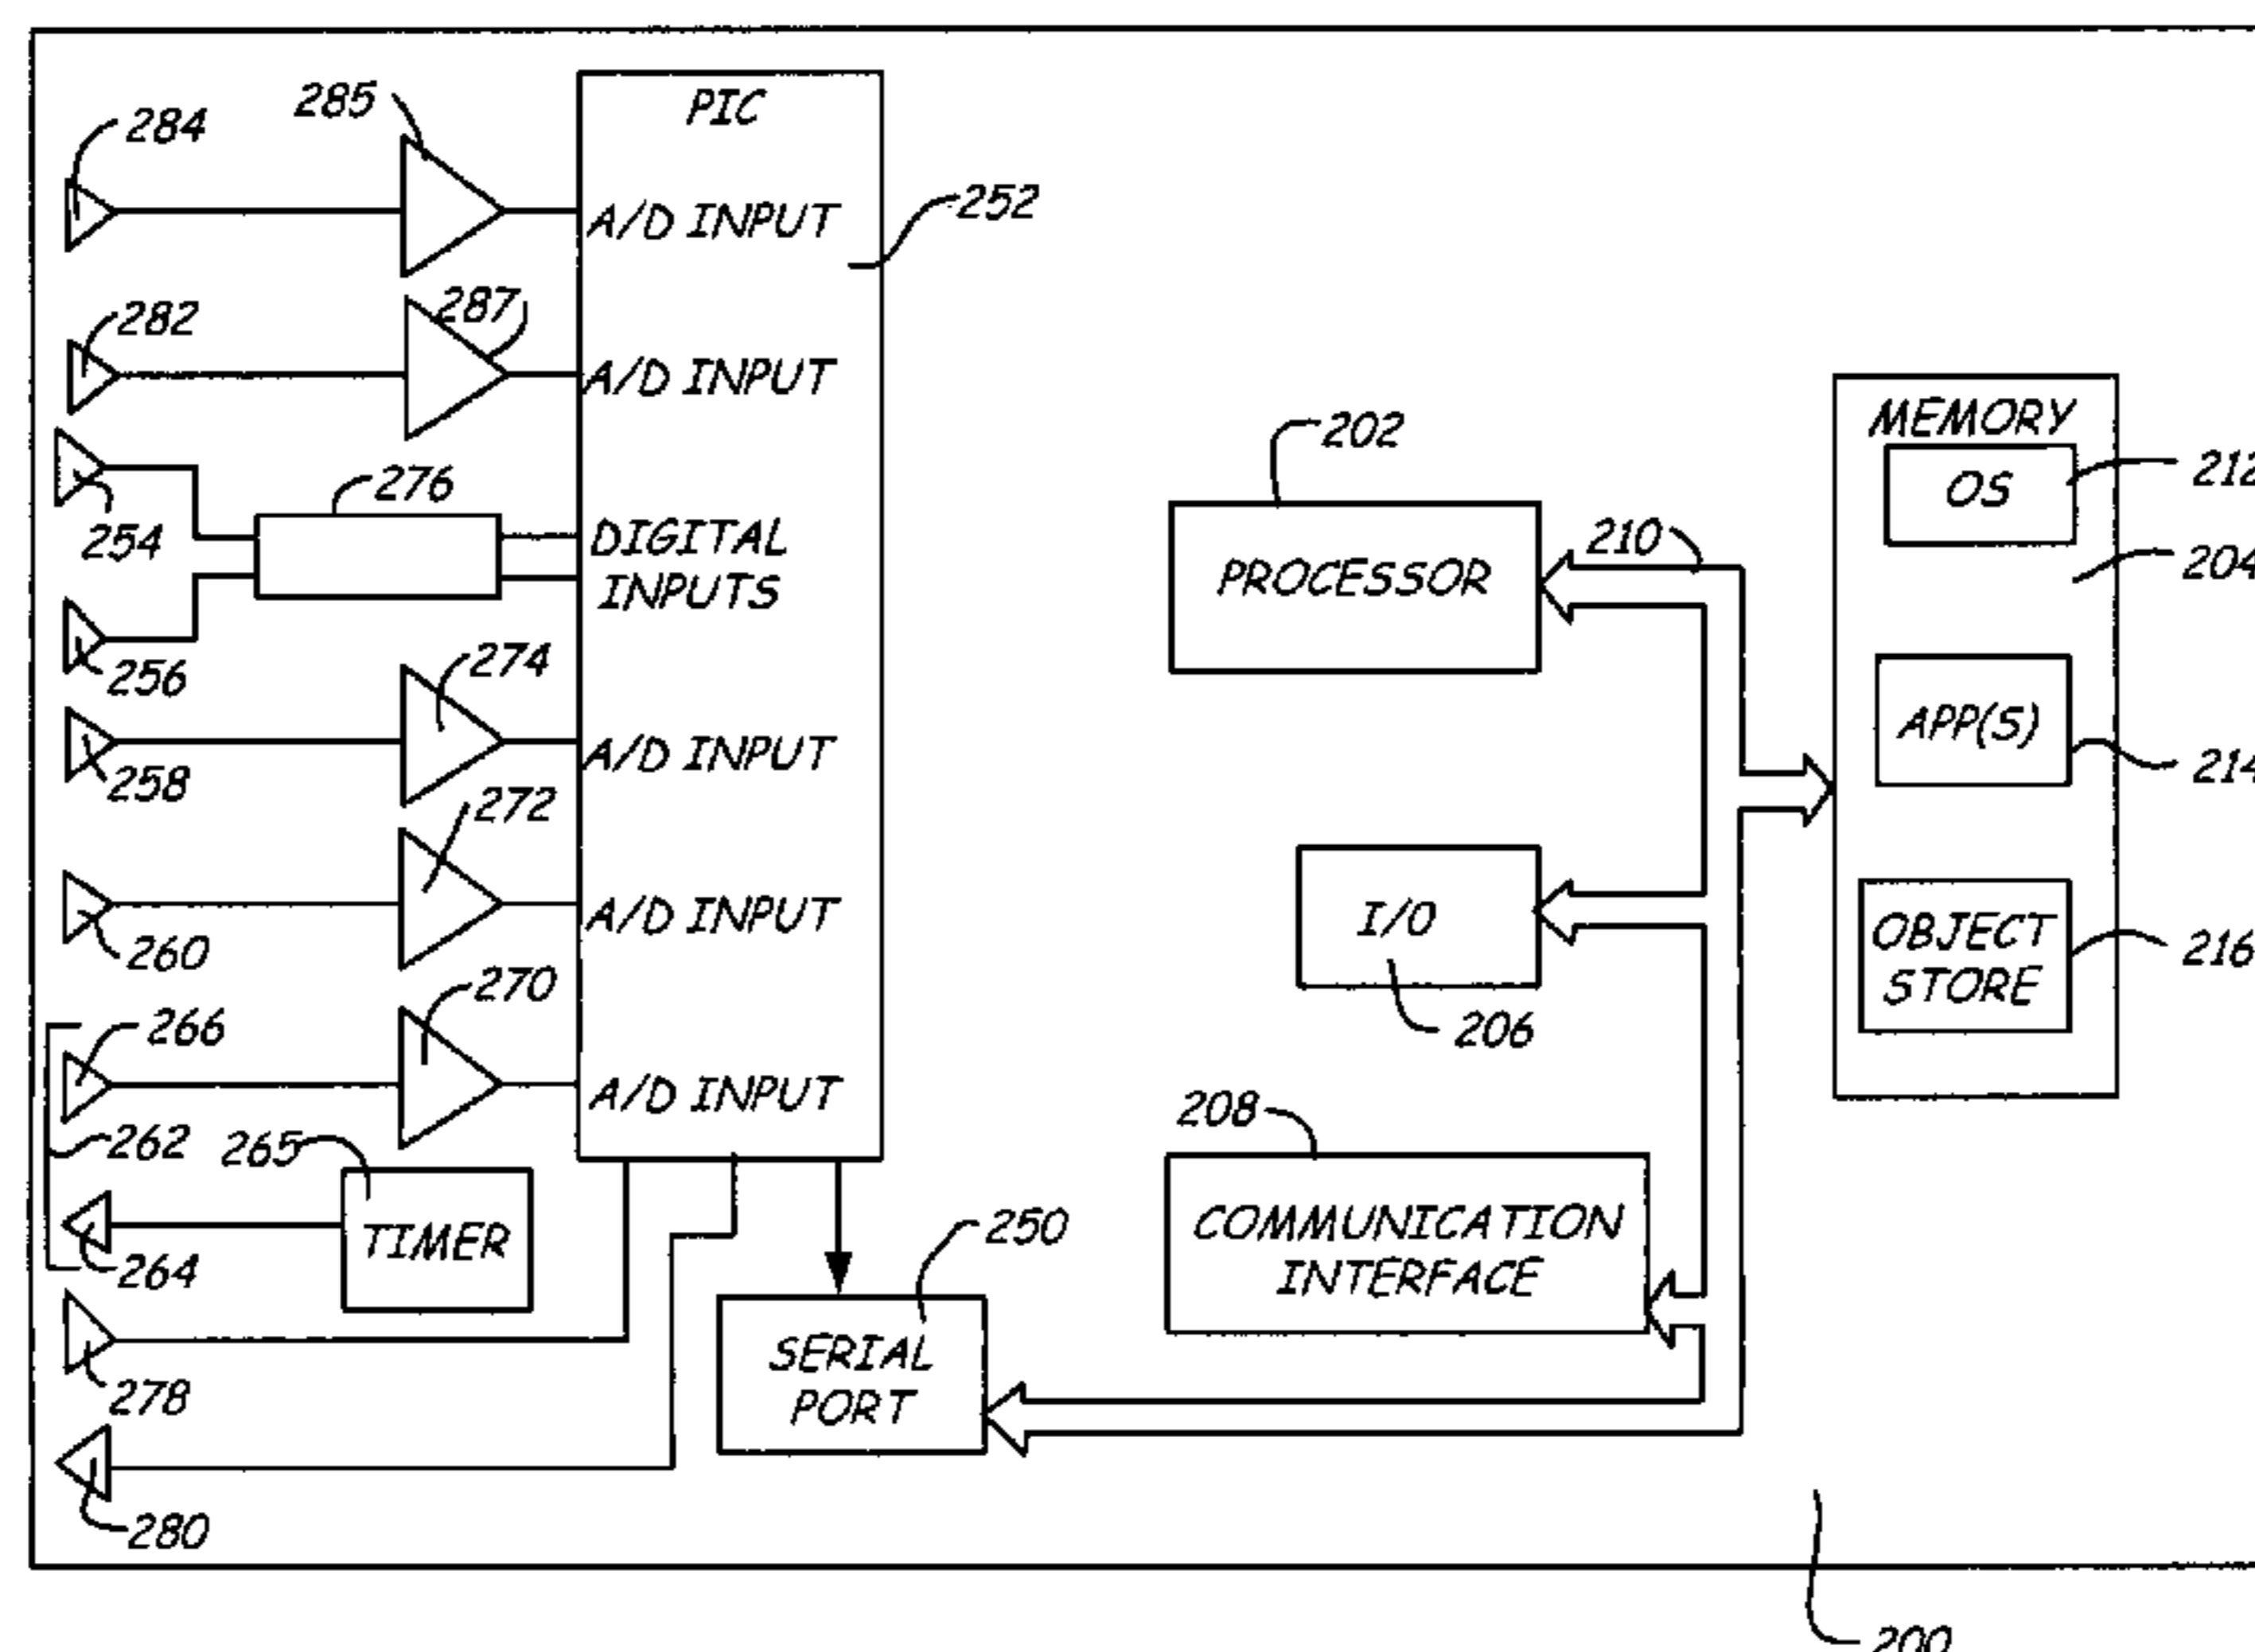 285
PIC
284
A/D INPUT
252
282
287
A/D INPUT
202
MEMORY
OS
212
276
254
DIGITAL
INPUTS
210
PROCESSOR
204
256
274
258
A/D INPUT
APP(S)
214
272
260
A/D INPUT
I/O
OBJECT
STORE
216
206
270
266
A/D INPUT
262
265
208
TIMER
264
250
COMMUNICATION
INTERFACE
278
SERIAL
PORT
280
200